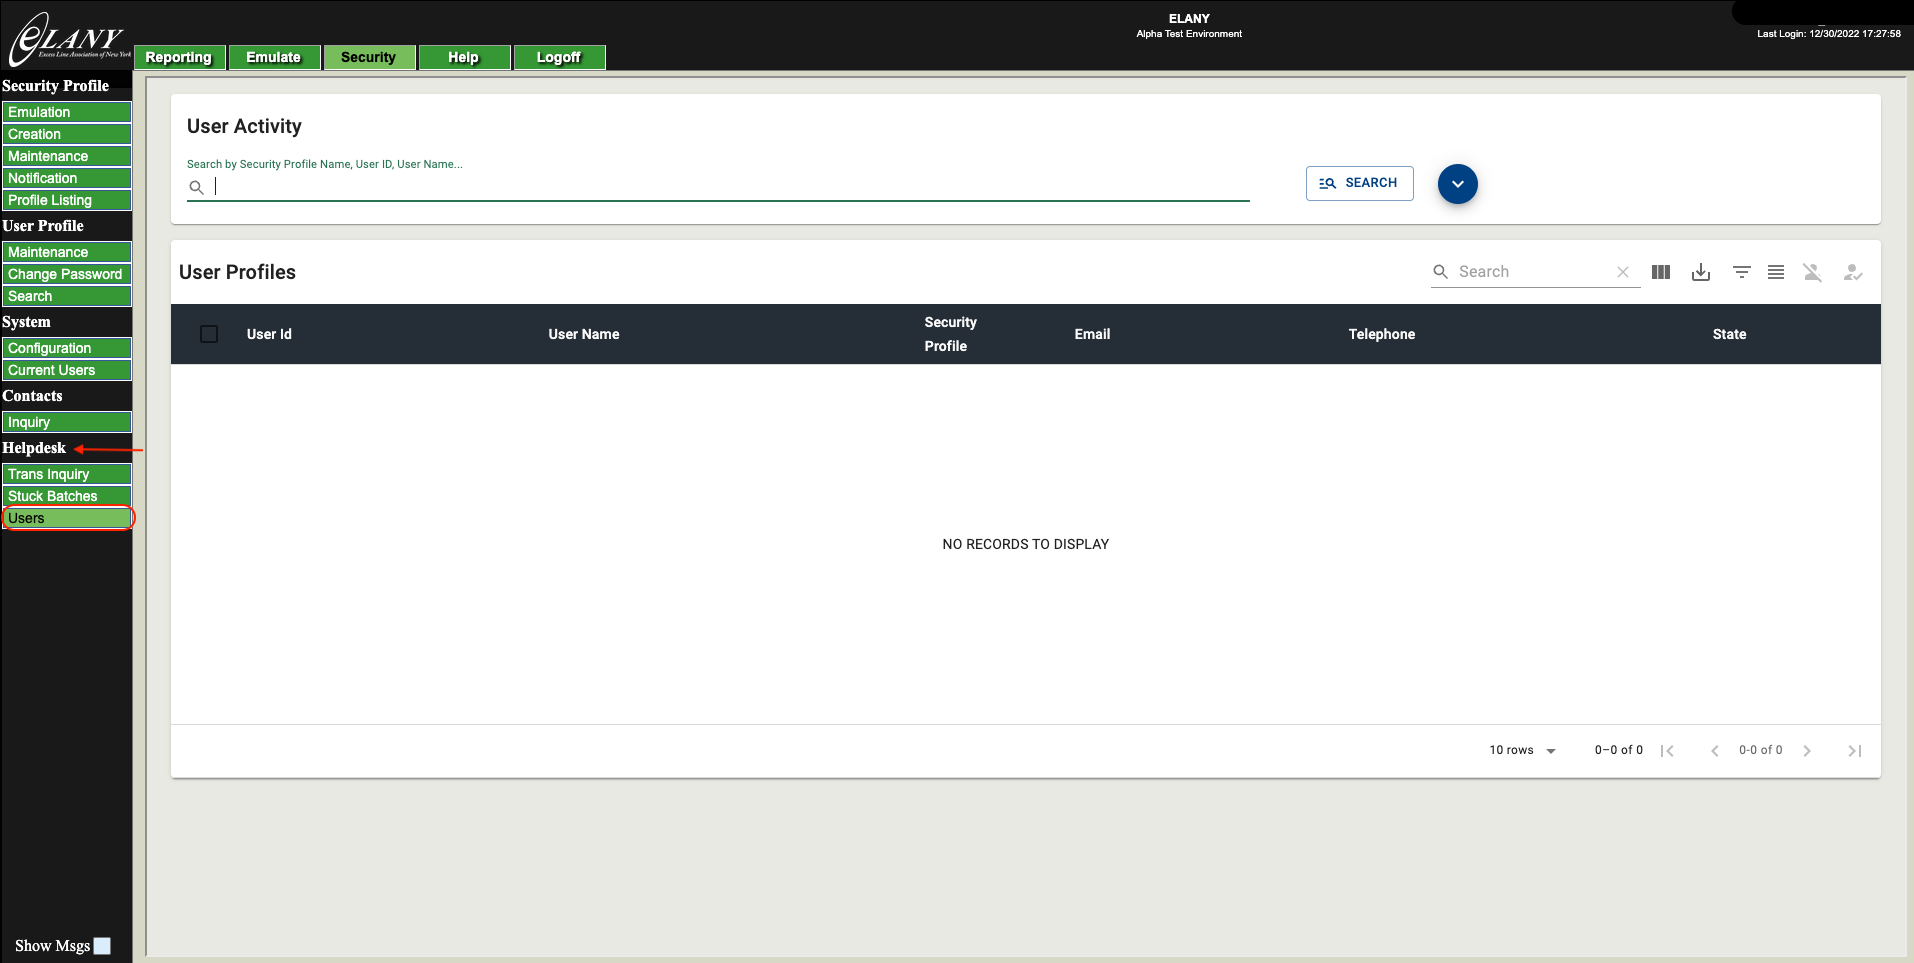 ELANY
Excess Line Association of New York
ELANY
Alpha Test Environment
Last Login: 12/30/2022 17:27:58
Reporting
Emulate
Security
Help
Logoff
Security Profile
Emulation
Creation
Maintenance
Notification
Profile Listing
User Profile
Maintenance
Change Password
Search
System
Configuration
Current Users
Contacts
Inquiry
Helpdesk
Trans Inquiry
Stuck Batches
Users
Show Msgs
User Activity
Search by Security Profile Name, User ID, User Name...
SEARCH
User Profiles
Search
User Id
User Name
Security
Profile
Email
Telephone
State
NO RECORDS TO DISPLAY
10 rows
0–0 of 0
0-0 of 0